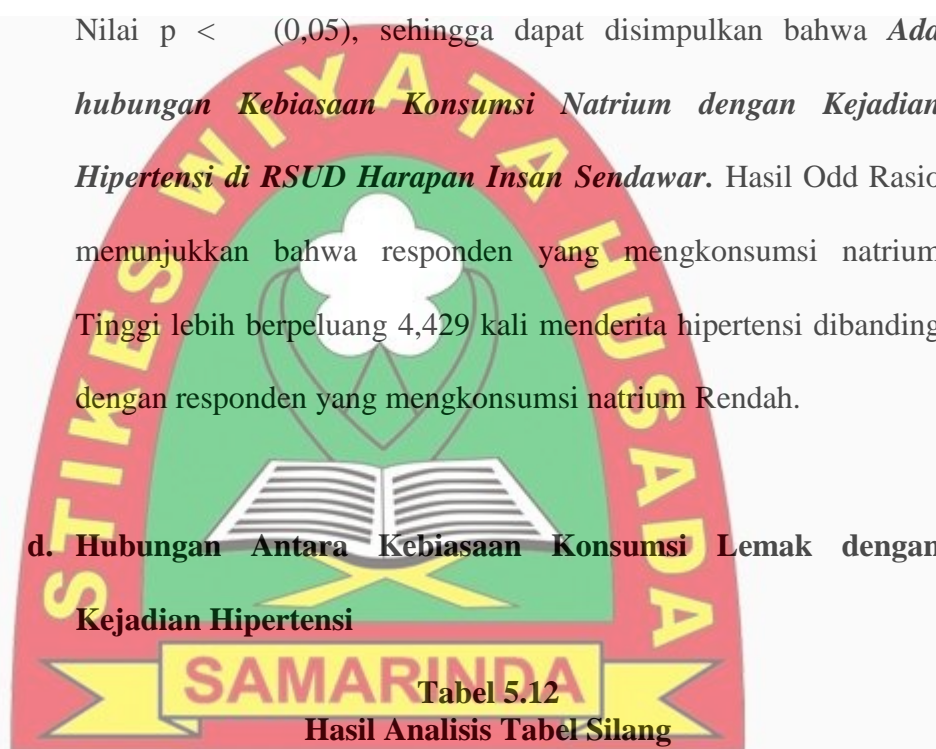 Nilai p < (0,05), sehingga dapat disimpulkan bahwa Ada
hubungan Kebiasaan Konsumsi Natrium dengan Kejadian
Hipertensi di RSUD Harapan Insan Sendawar. Hasil Odd Rasio
menunjukkan bahwa responden yang mengkonsumsi natrium
Tinggi lebih berpeluang 4,429 kali menderita hipertensi dibanding
dengan responden yang mengkonsumsi natrium Rendah.
d. Hubungan Antara Kebiasaan Konsumsi Lemak dengan
Kejadian Hipertensi
Tabel 5.12
Hasil Analisis Tabel Silang
STIKES WIYATA HUSADA
SAMARINDA